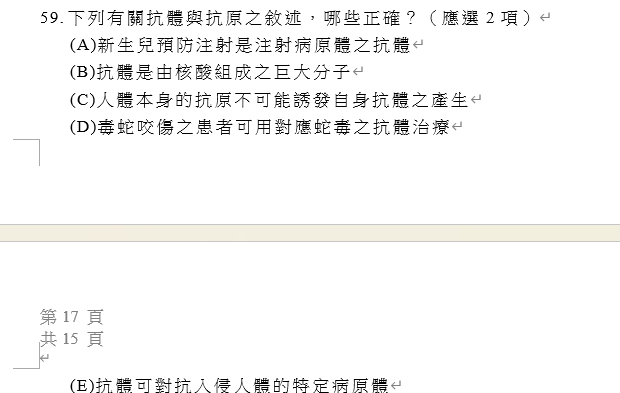 59.下列有關抗體與抗原之敘述，哪些正確？（應選 2 項）↵
(A)新生兒預防注射是注射病原體之抗體↵
(B)抗體是由核酸組成之巨大分子↵
(C)人體本身的抗原不可能誘發自身抗體之產生↵
(D)毒蛇咬傷之患者可用對應蛇毒之抗體治療↵
第 17 頁
共 15 頁
↵
(E)抗體可對抗入侵人體的特定病原體↵